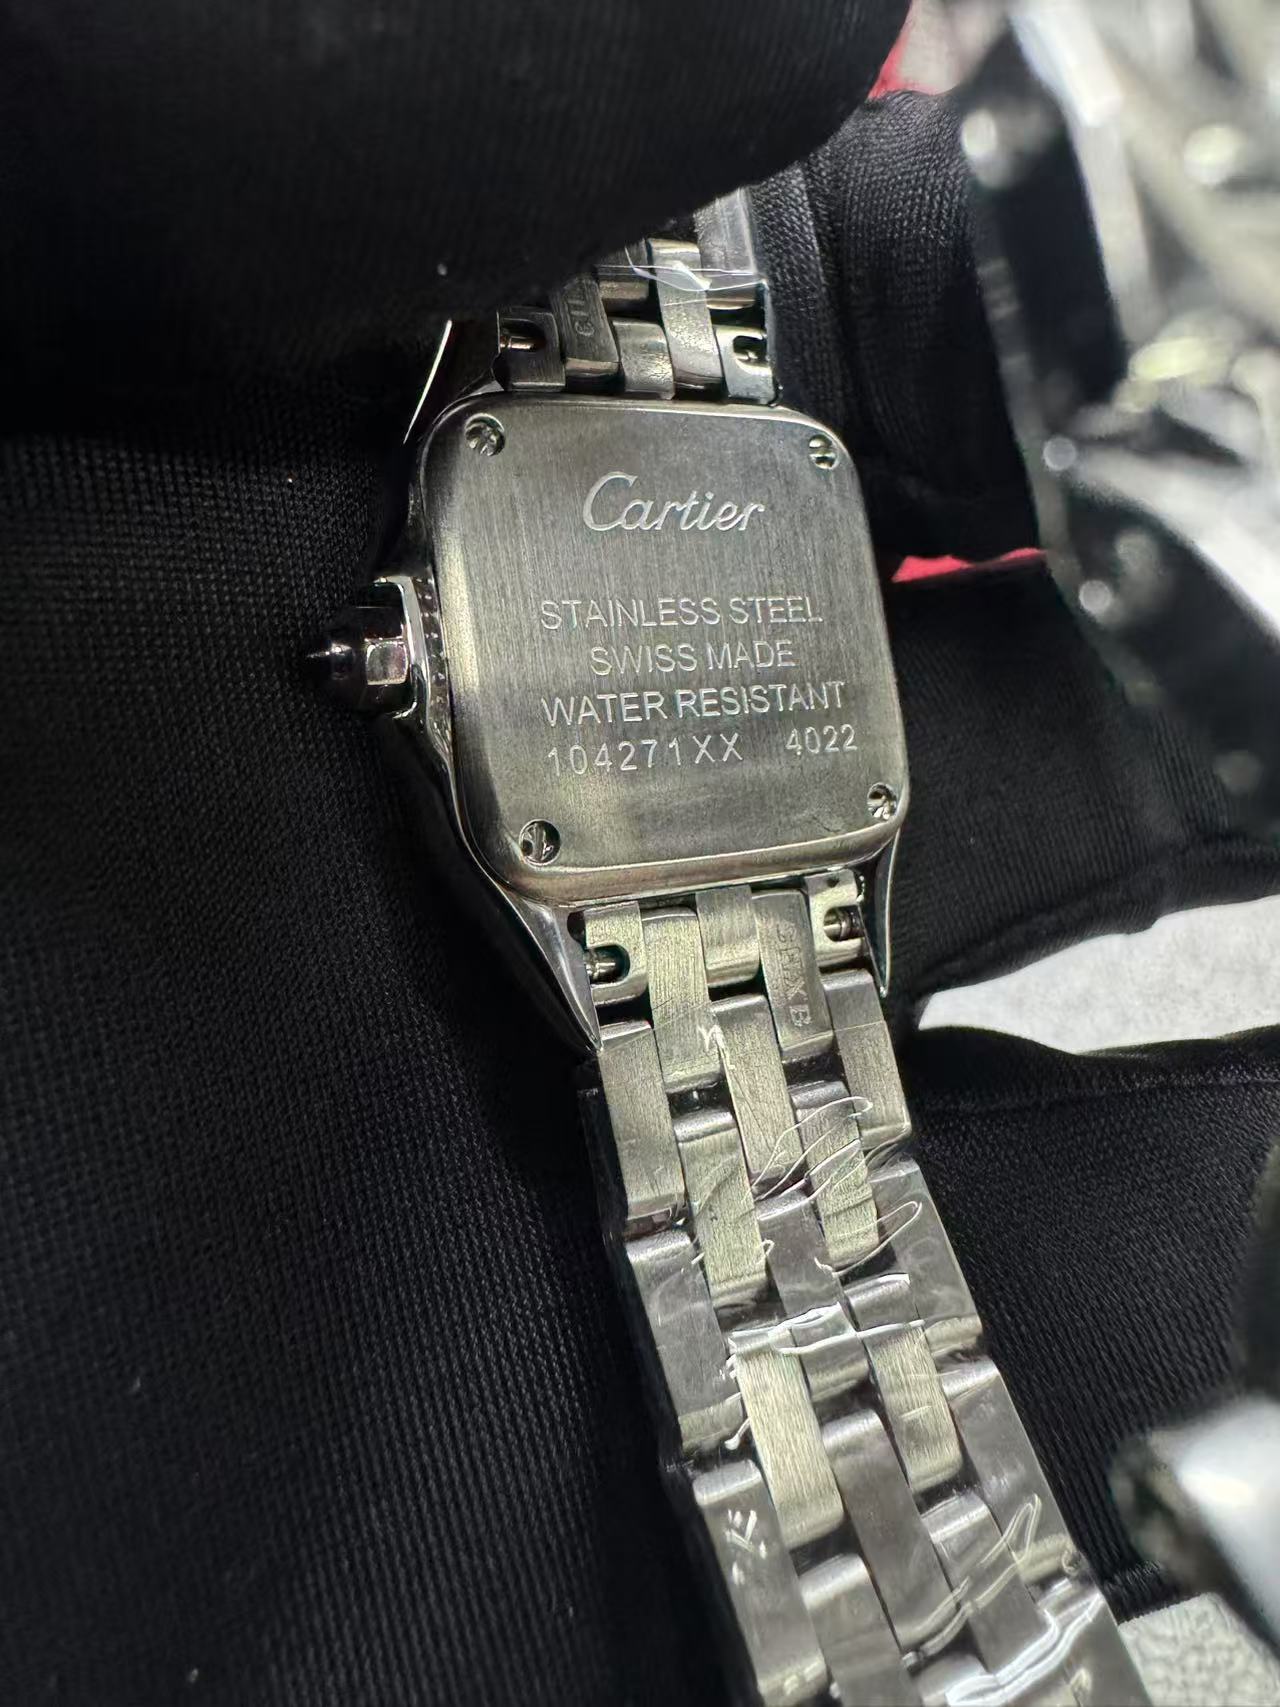 Cartier
STAINLESS STEEL
SWISS MADE
WATER RESISTANT
104271XX 4022